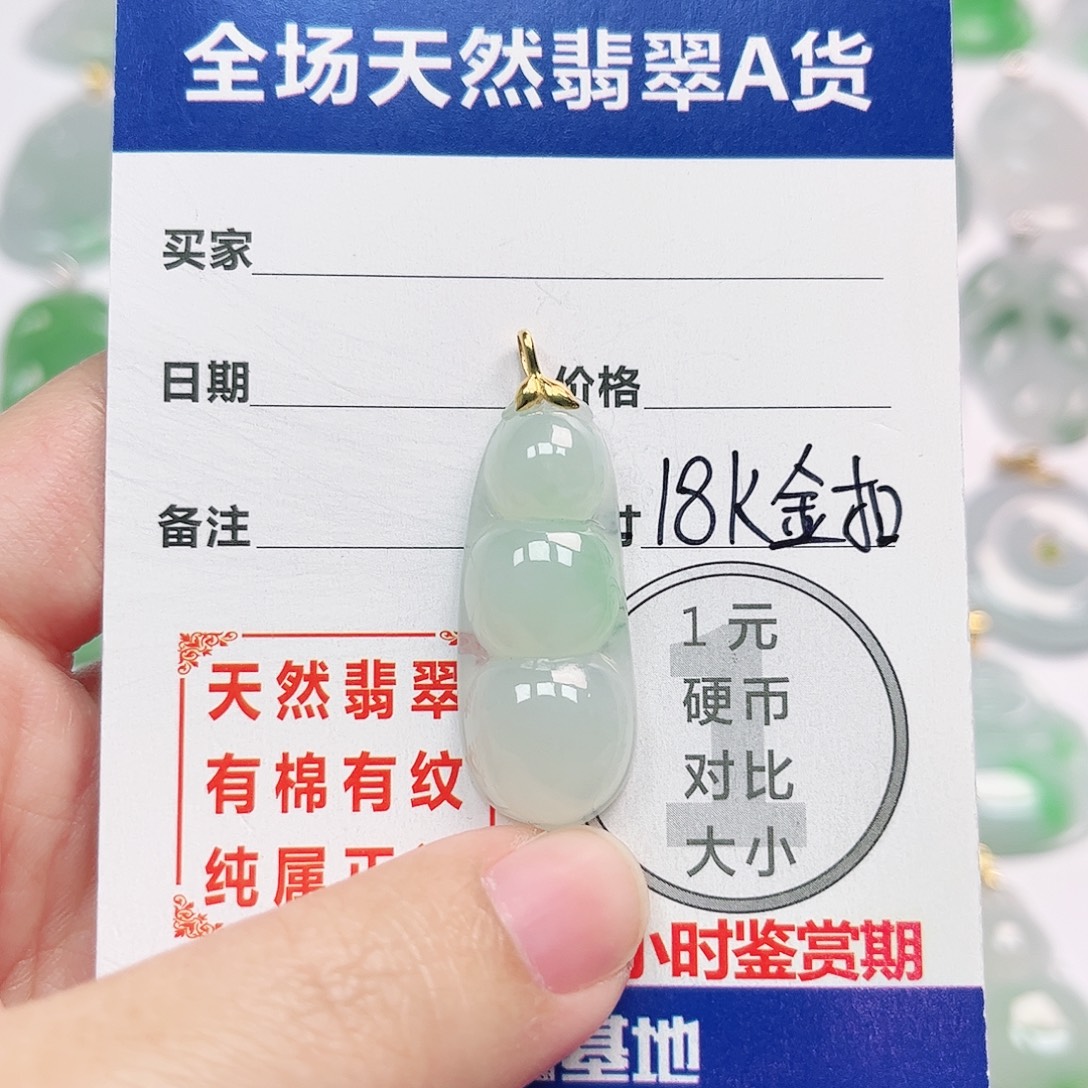 全场天然翡翠A货
买家
日期 价格
备注 寸 18K金扣
天然翡翠
有棉有纹
纯属正
1元
硬币
对比
大小
小时鉴赏期
基地